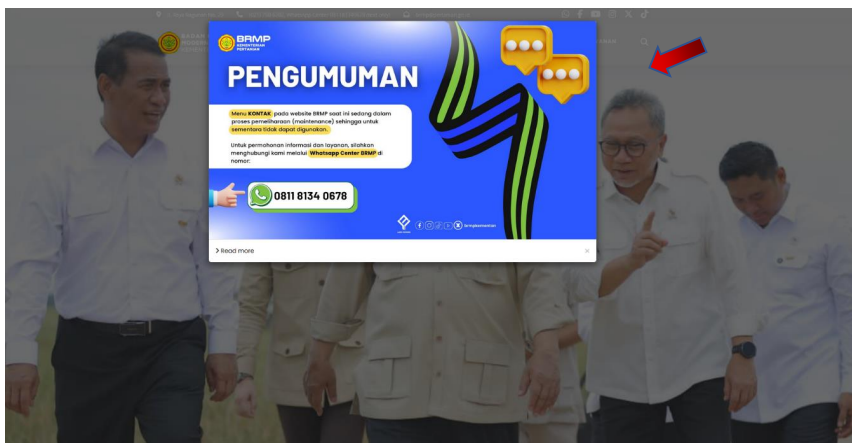 BRMP
KEMENTERIAN
PERTANIAN
PENGUMUMAN
Menu KONTAK pada website BRMP saat ini sedang dalam
proses pemeliharaan (maintenance) sehingga untuk
sementara tidak dapat digunakan.
Untuk permohonan informasi dan layanan, silahkan
menghubungi kami melalui Whatsapp Center BRMP di
nomor:
0811 8134 0678
brmpkementan
Read more